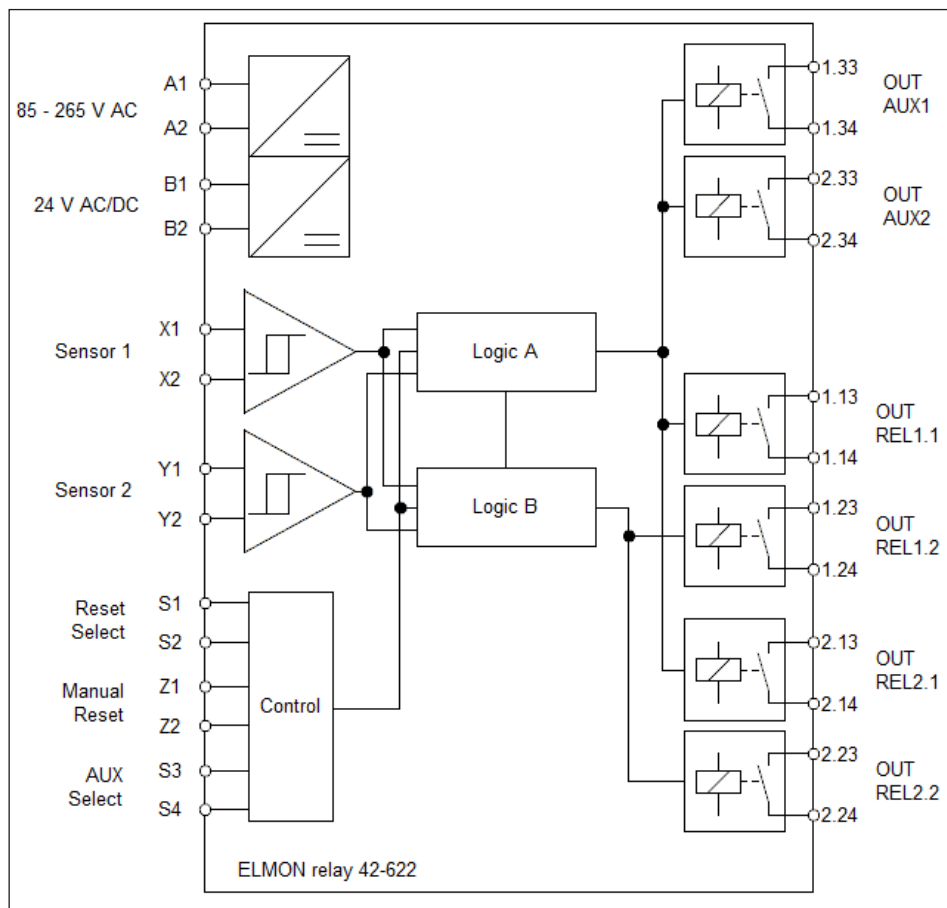 85 - 265 V AC
A1
A2
24 V AC/DC
B1
B2
Sensor 1
X1
X2
Sensor 2
Y1
Y2
Reset
Select
S1
S2
Manual
Reset
Z1
Z2
AUX
Select
S3
S4
Control
Logic A
Logic B
1.33
1.34
OUT
AUX1
2.33
2.34
OUT
AUX2
1.13
1.14
OUT
REL1.1
1.23
1.24
OUT
REL1.2
2.13
2.14
OUT
REL2.1
2.23
2.24
OUT
REL2.2
ELMON relay 42-622